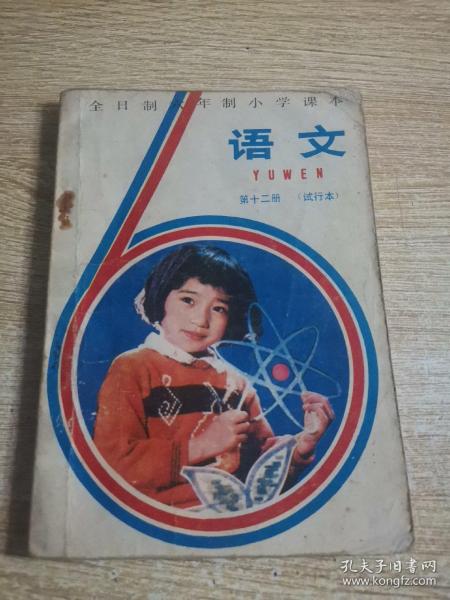 全日制六年制小学课本
语文
YUWEN
第十二册 (试行本)
孔夫子旧书网
www.kongfz.com